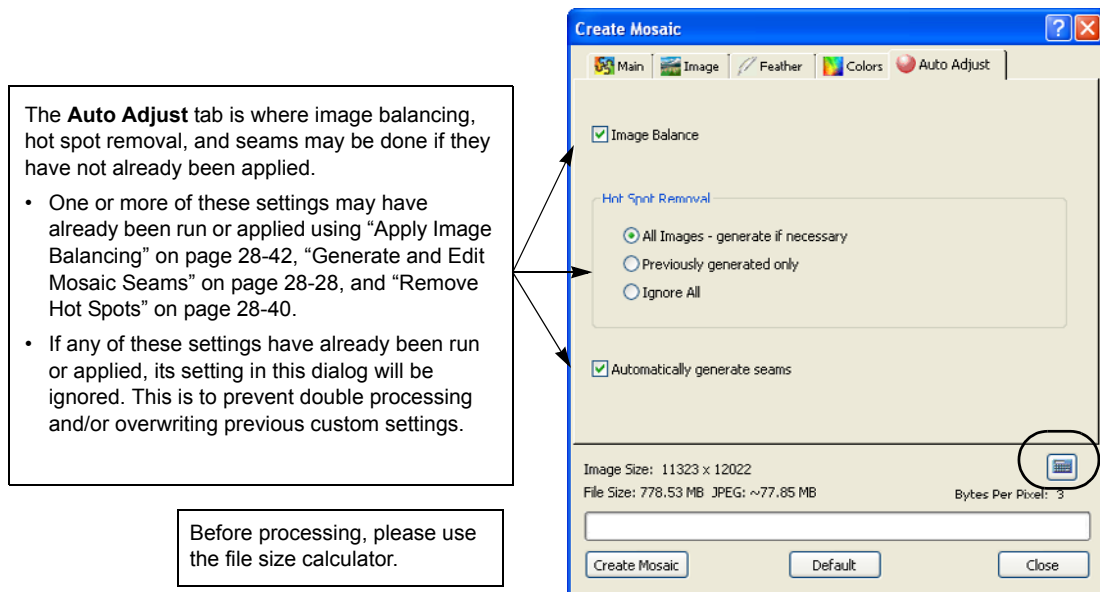 The Auto Adjust tab is where image balancing,
hot spot removal, and seams may be done if they
have not already been applied.
• One or more of these settings may have
already been run or applied using “Apply Image
Balancing” on page 28-42, “Generate and Edit
Mosaic Seams” on page 28-28, and “Remove
Hot Spots” on page 28-40.
• If any of these settings have already been run
or applied, its setting in this dialog will be
ignored. This is to prevent double processing
and/or overwriting previous custom settings.
Before processing, please use
the file size calculator.
Create Mosaic
Main Image Feather Colors Auto Adjust
Image Balance
Hot Spot Removal
All Images - generate if necessary
Previously generated only
Ignore All
Automatically generate seams
Image Size: 11323 x 12022
File Size: 778.53 MB JPEG: ~77.85 MB Bytes Per Pixel: 3
Create Mosaic Default Close